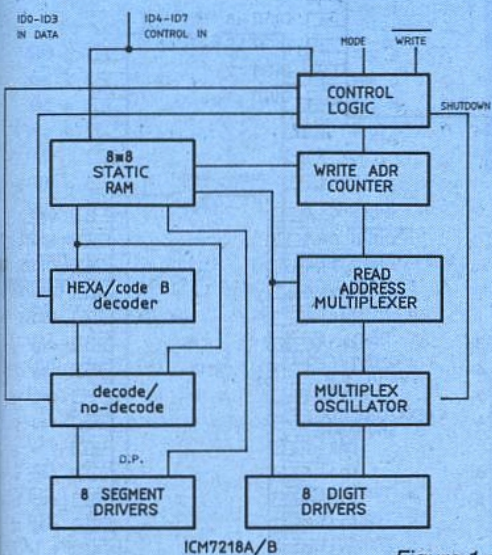 ID0-ID3
IN DATA
ID4-ID7
CONTROL IN
MODE
WRITE
CONTROL
LOGIC
SHUTDOWN
8x8
STATIC
RAM
WRITE ADR
COUNTER
HEXA/code B
decoder
READ
ADDRESS
MULTIPLEXER
decode/
no-decode
MULTIPLEX
OSCILLATOR
D.P.
8 SEGMENT
DRIVERS
8 DIGIT
DRIVERS
ICM7218A/B
Figure 1